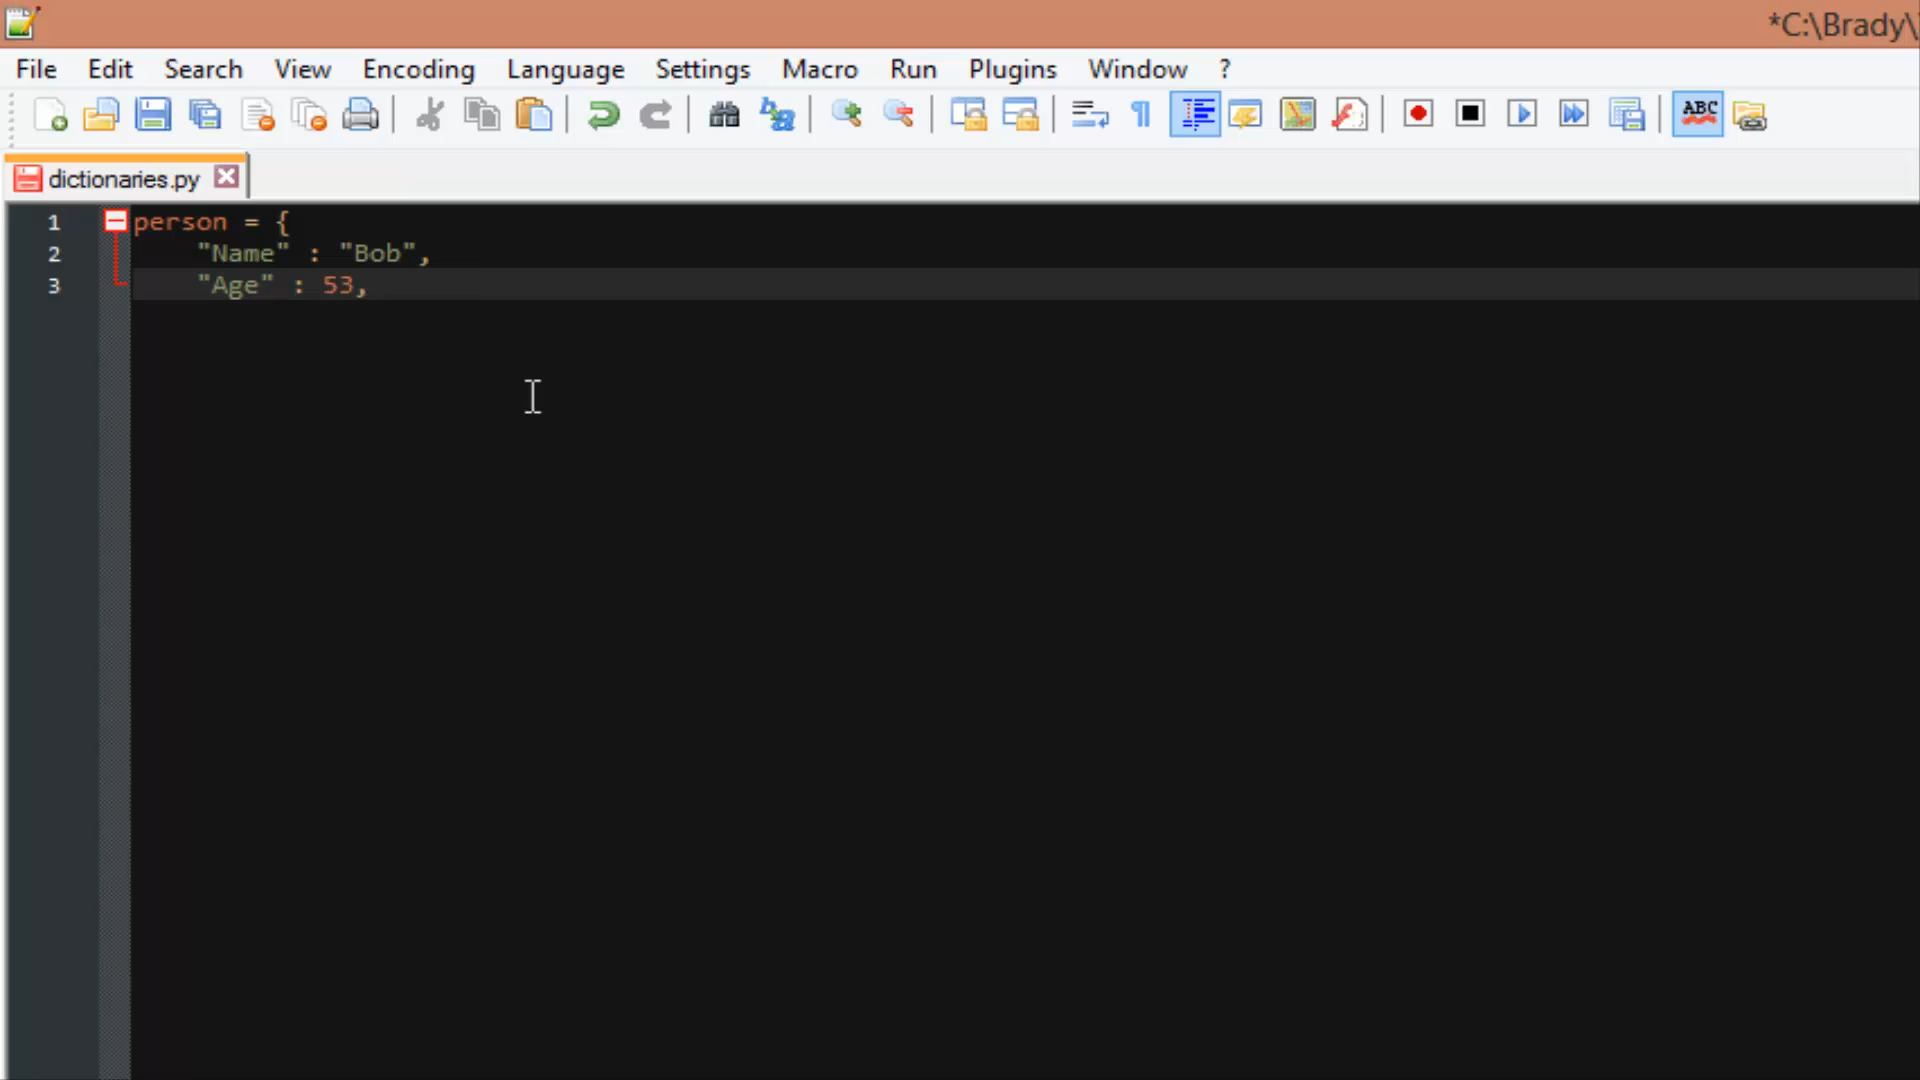 *C:\Brady\
File Edit Search View Encoding Language Settings Macro Run Plugins Window ?
ABC
dictionaries.py
1 person = {
2 "Name" : "Bob",
3 "Age" : 53,